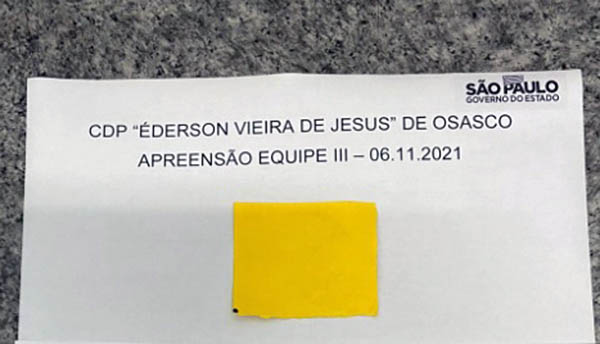 SÃO PAULO
GOVERNO DO ESTADO
CDP “ÉDERSON VIEIRA DE JESUS” DE OSASCO
APREENSÃO EQUIPE III – 06.11.2021